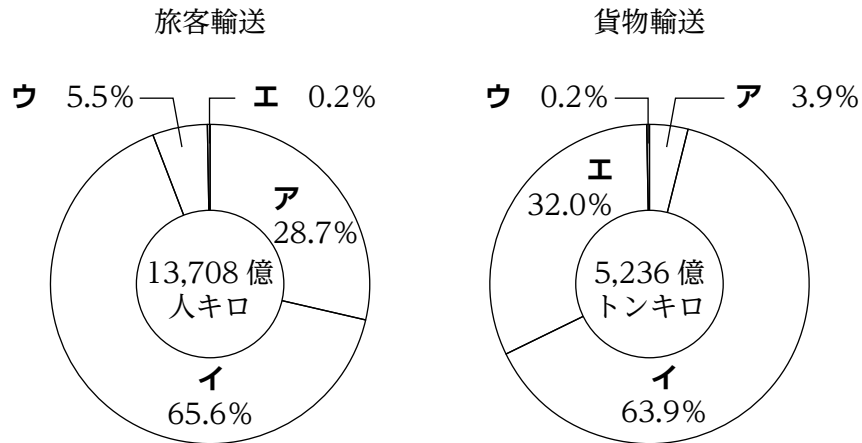 旅客輸送
ウ 5.5%
エ 0.2%
ア
28.7%
13,708 億
人キロ
イ
65.6%
貨物輸送
ウ 0.2%
ア 3.9%
エ
32.0%
5,236 億
トンキロ
イ
63.9%